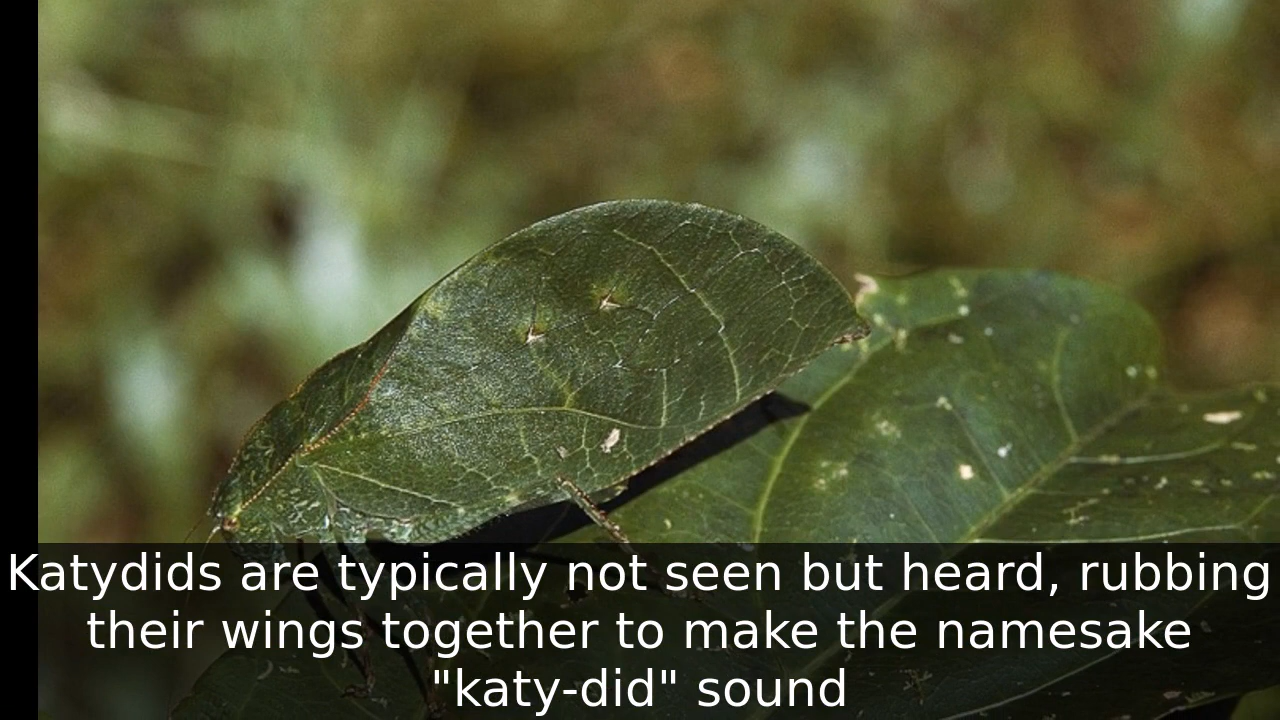 Katydids are typically not seen but heard, rubbing
their wings together to make the namesake
"katy-did" sound